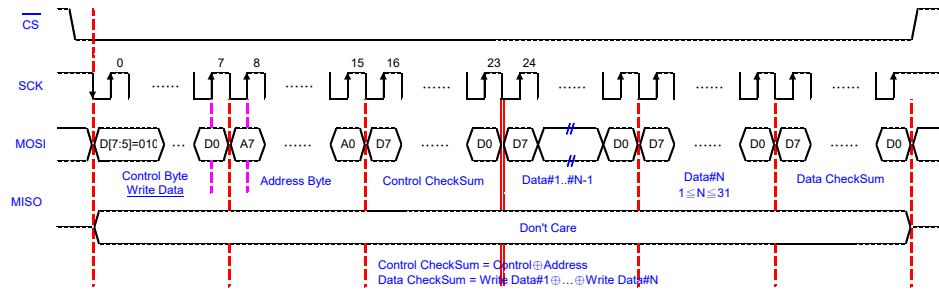 CS
0 7 8 15 16 23 24
SCK ...... ...... ...... ...... ...... ......
MOSI D[7:5]=010 ... D0 A7 ...... A0 D7 ...... D0 D7 // D0 D7 ...... D0 D7 ...... D0
Control Byte
Write Data
Address Byte
Control CheckSum
Data#1..#N-1
Data#N
1≦N≦31
Data CheckSum
MISO
Don't Care
Control CheckSum = Control⊕Address
Data CheckSum = Write Data#1⊕...⊕Write Data#N